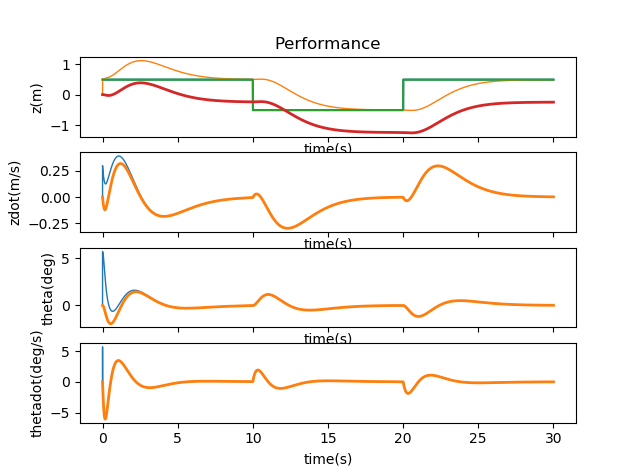 Performance
z(m)
1
0
−1
time(s)
zdot(m/s)
0.25
0.00
−0.25
time(s)
theta(deg)
5
0
time(s)
thetadot(deg/s)
5
0
−5
0 5 10 15 20 25 30
time(s)